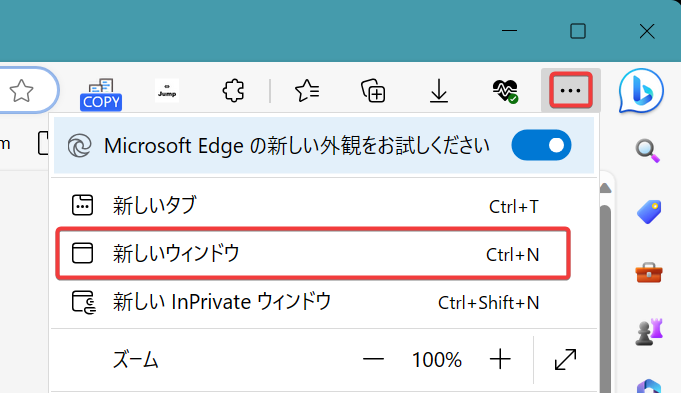 COPY
Jump
m
Microsoft Edge の新しい外観をお試しください
新しいタブ Ctrl+T
新しいウィンドウ Ctrl+N
新しい InPrivate ウィンドウ Ctrl+Shift+N
ズーム 100%